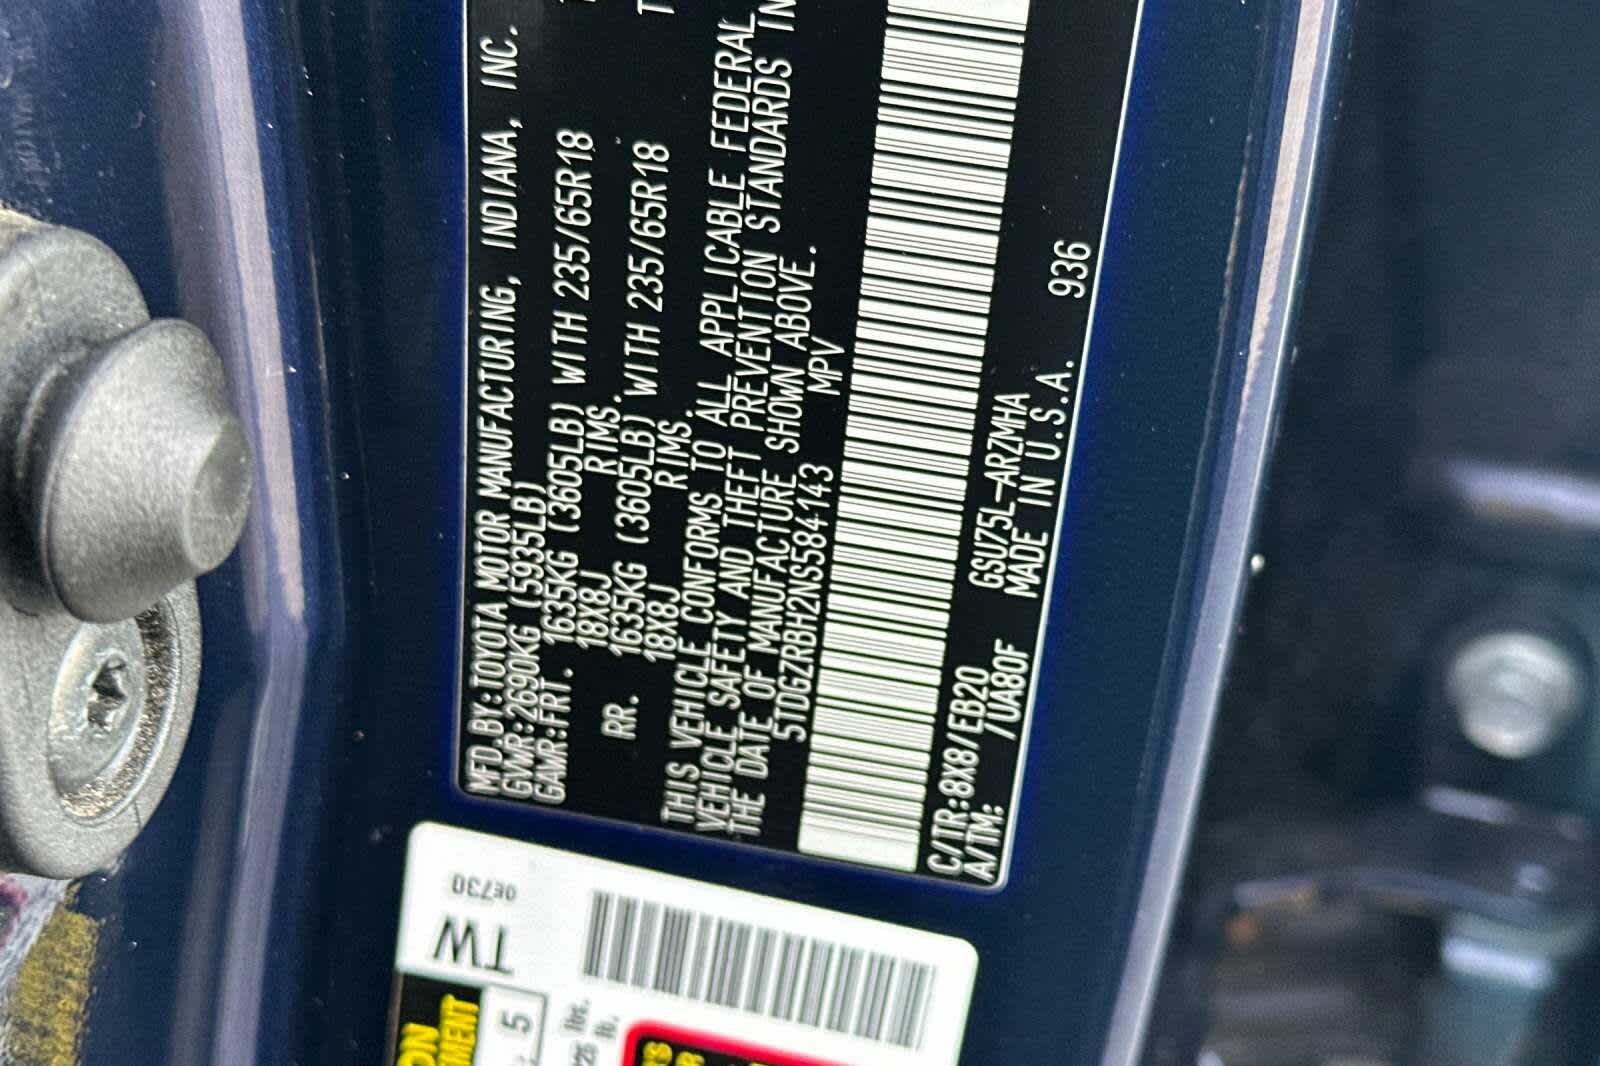 MFD.BY:TOYOTA MOTOR MANUFACTURING, INDIANA, INC.
GVWR:2690KG (5935LB)
GAWR:FRT. 1635KG (3605LB) WITH 235/65R18
18X8J RIMS.
RR. 1635KG (3605LB) WITH 235/65R18
18X8J RIMS.
THIS VEHICLE CONFORMS TO ALL APPLICABLE FEDERAL
VEHICLE SAFETY AND THEFT PREVENTION STANDARDS IN
THE DATE OF MANUFACTURE SHOWN ABOVE.
5TDGZRBH2NS584143 MPV
C/TR:8X8/EB20 GSU75L-ARZMHA
A/TM: /UA80F MADE IN U.S.A. 936
0E730
TW
5
lbs.
lb.